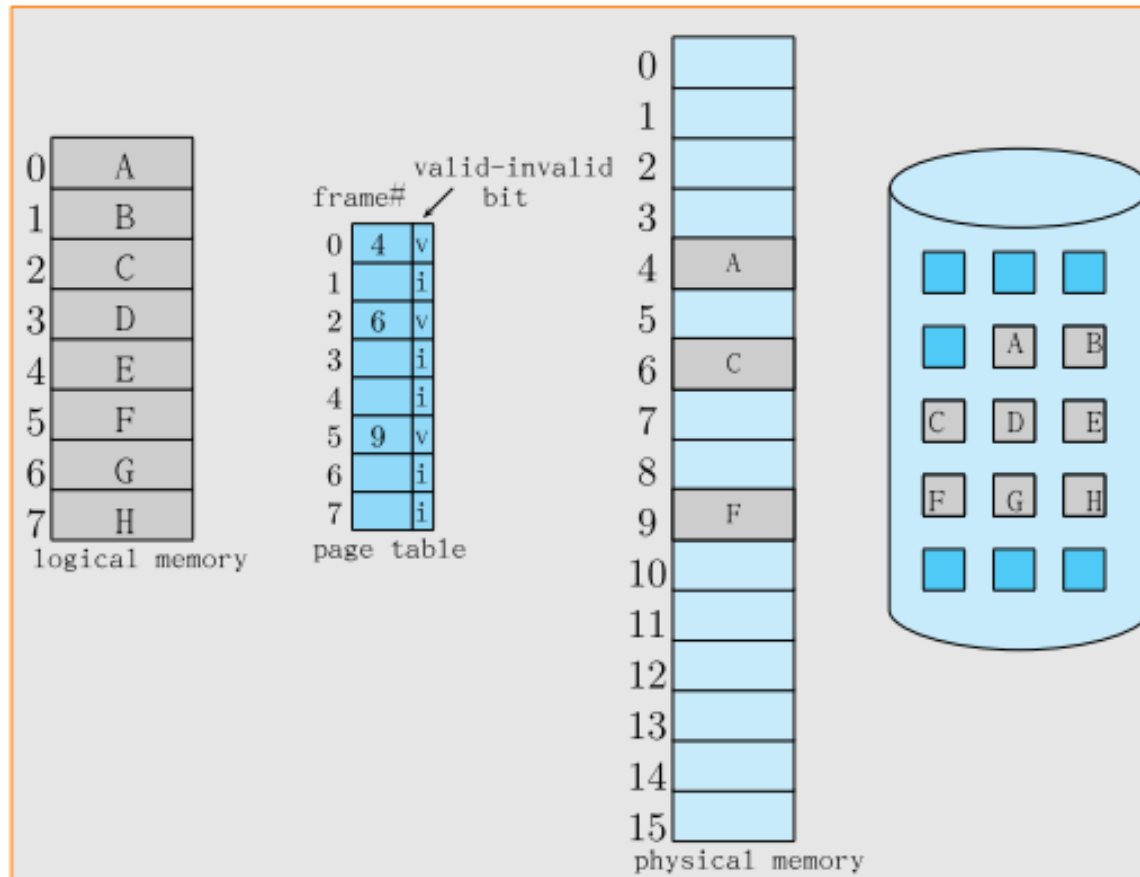 0 A
1 B
2 C
3 D
4 E
5 F
6 G
7 H
logical memory
valid-invalid
frame# bit
0 4 v
1 i
2 6 v
3 i
4 i
5 9 v
6 i
7 i
page table
0
1
2
3
4 A
5
6 C
7
8
9 F
10
11
12
13
14
15
physical memory
A B
C D E
F G H